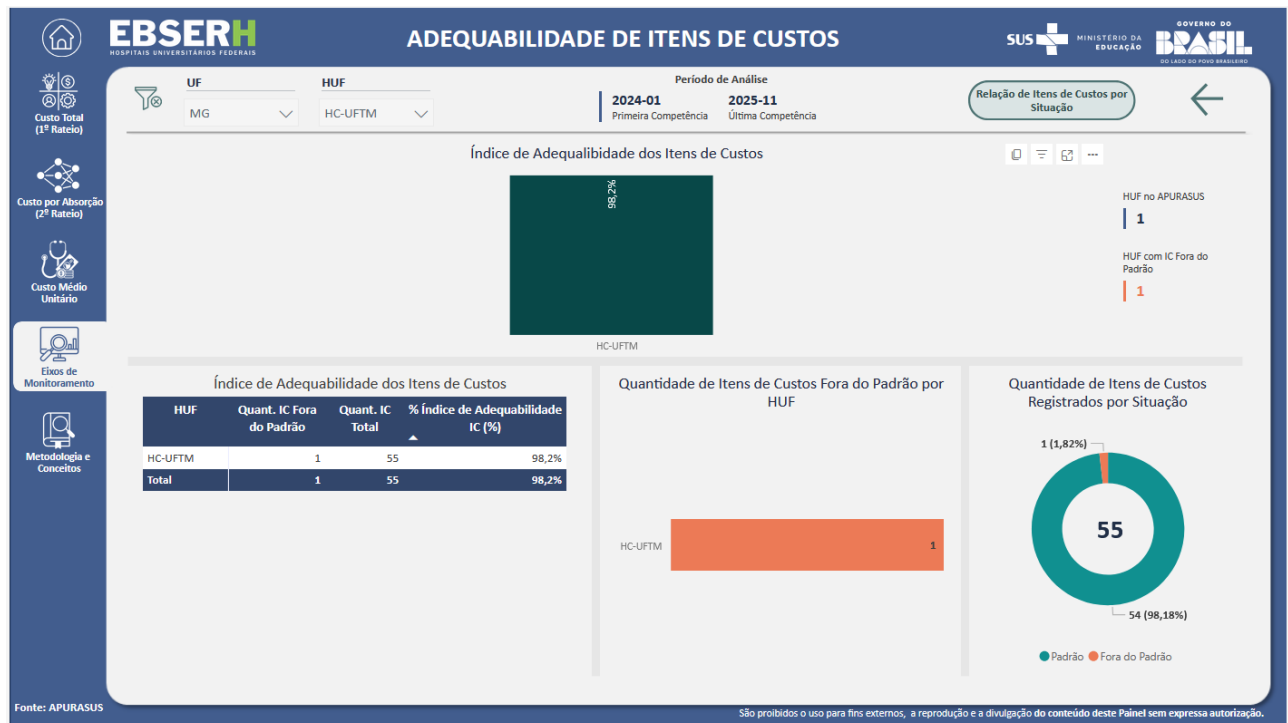 EBSERH
HOSPITAIS UNIVERSITÁRIOS FEDERAIS
ADEQUABILIDADE DE ITENS DE CUSTOS
SUS
MINISTÉRIO DA
EDUCAÇÃO
GOVERNO DO
BRASIL
DO LADO DO POVO BRASILEIRO
Custo Total
(1º Rateio)
Custo por Absorção
(2º Rateio)
Custo Médio
Unitário
Eixos de
Monitoramento
Metodologia e
Conceitos
UF
MG
HUF
HC-UFTM
Período de Análise
2024-01
Primeira Competência
2025-11
Última Competência
Relação de Itens de Custos por
Situação
Índice de Adequalibidade dos Itens de Custos
98,2%
HC-UFTM
HUF no APURASUS
1
HUF com IC Fora do
Padrão
1
Índice de Adequabilidade dos Itens de Custos
HUF Quant. IC Fora do Padrão Quant. IC Total % Índice de Adequabilidade IC (%)
HC-UFTM 1 55 98,2%
Total 1 55 98,2%
Quantidade de Itens de Custos Fora do Padrão por
HUF
HC-UFTM
1
Quantidade de Itens de Custos
Registrados por Situação
1 (1,82%)
55
54 (98,18%)
Padrão Fora do Padrão
Fonte: APURASUS
São proibidos o uso para fins externos, a reprodução e a divulgação do conteúdo deste Painel sem expressa autorização.